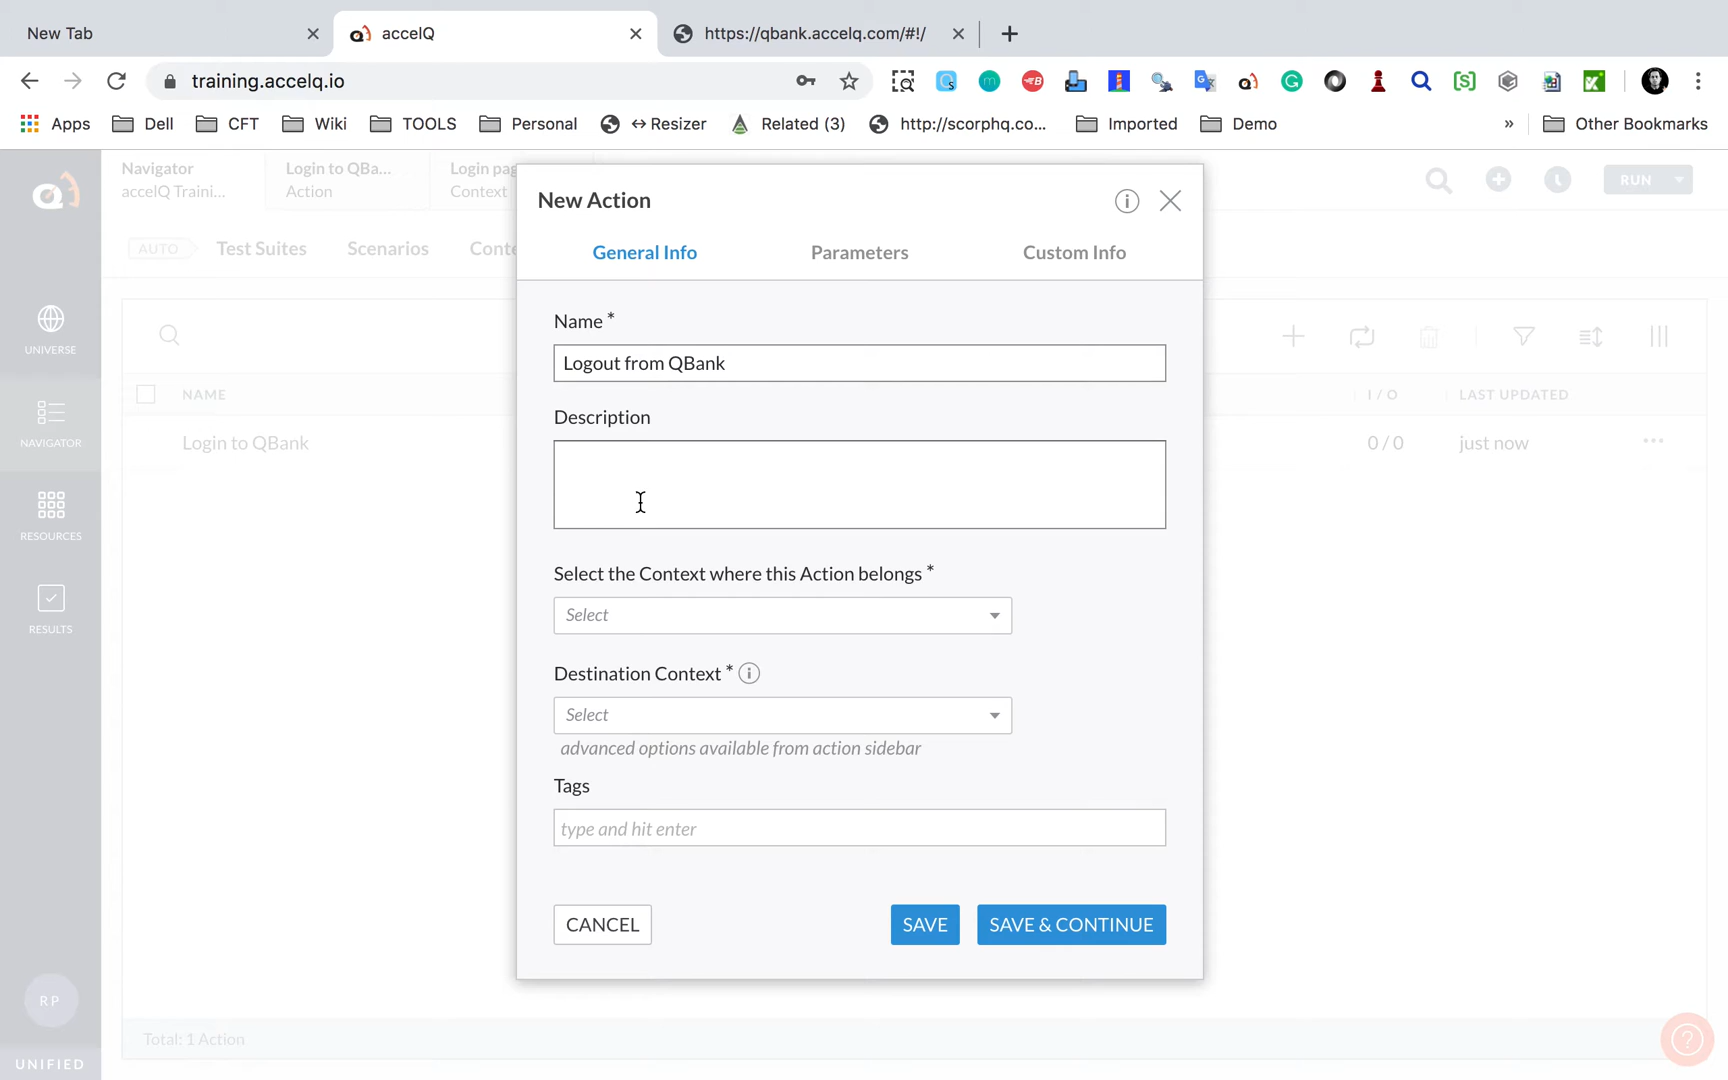 New Tab
accelQ
https://qbank.accelq.com/#!/
training.accelq.io
Apps
Dell
CFT
Wiki
TOOLS
Personal
↔Resizer
Related (3)
http://scorphq.co...
Imported
Demo
»
Other Bookmarks
Navigator
accelQ Traini...
Login to QBa...
Action
Login pag
Context
RUN
AUTO
Test Suites
Scenarios
Conte
New Action
General Info
Parameters
Custom Info
Name *
Logout from QBank
Description
Select the Context where this Action belongs *
Select
Destination Context *
Select
advanced options available from action sidebar
Tags
type and hit enter
CANCEL
SAVE
SAVE & CONTINUE
NAME
I / O
LAST UPDATED
Login to QBank
0 / 0
just now
UNIVERSE
NAVIGATOR
RESOURCES
RESULTS
RP
UNIFIED
Total: 1 Action